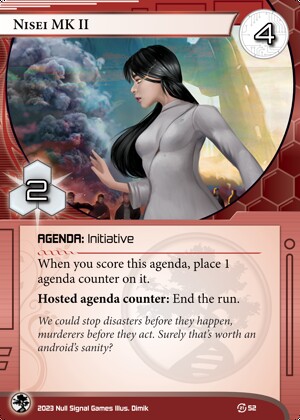 Nisei MK II
4
2
AGENDA: Initiative
When you score this agenda, place 1
agenda counter on it.
Hosted agenda counter: End the run.
We could stop disasters before they happen,
murderers before they act. Surely that's worth an
android's sanity?
2023 Null Signal Games Illus. Dimik
52